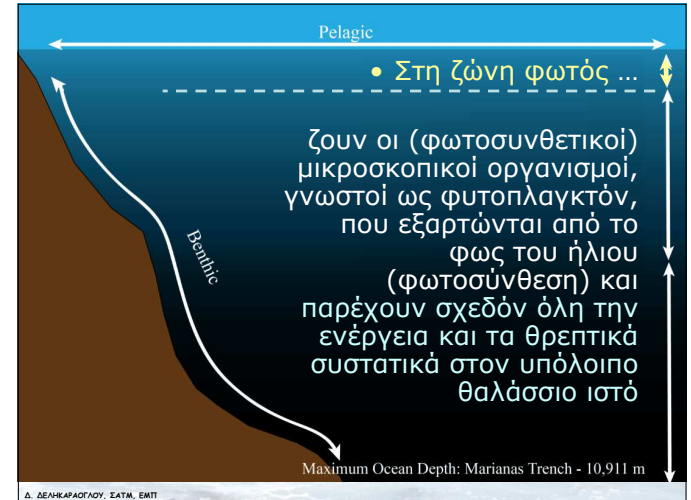 Pelagic
• Στη ζώνη φωτός …
ζουν οι (φωτοσυνθετικοί)
μικροσκοπικοί οργανισμοί,
γνωστοί ως φυτοπλαγκτόν,
που εξαρτώνται από το
φως του ήλιου
(φωτοσύνθεση) και
παρέχουν σχεδόν όλη την
ενέργεια και τα θρεπτικά
συστατικά στον υπόλοιπο
θαλάσσιο ιστό
Benthic
Maximum Ocean Depth: Marianas Trench - 10,911 m
Δ. ΔΕΛΗΚΑΡΑΟΓΛΟΥ, ΣΑΤΜ, ΕΜΠ